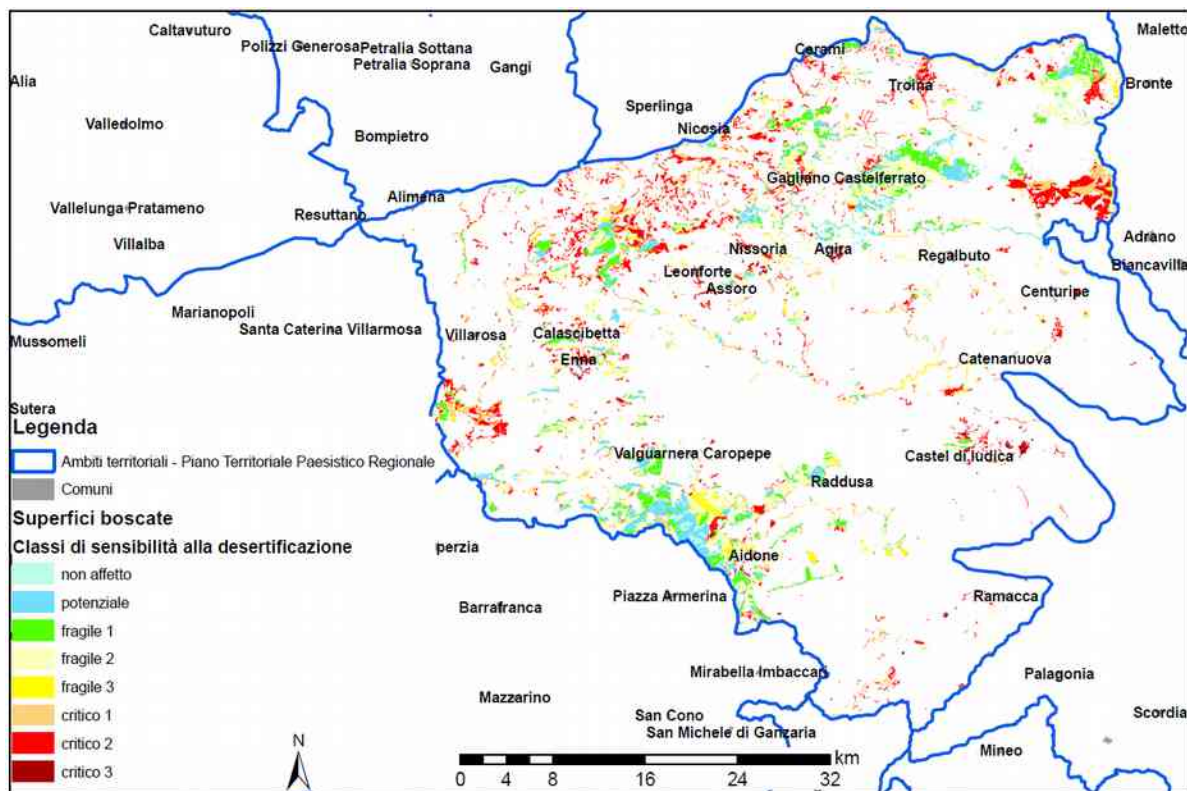 Caltavuturo
Polizzi Generosa
Petralia Sottana
Petralia Soprana
Gangi
Cerami
Maletto
Alia
Troina
Bronte
Sperlinga
Valledolmo
Bompietro
Nicosia
Gagliano Castelferrato
Alimena
Vallelunga Pratameno
Resuttano
Villalba
Nissoria
Agira
Regalbuto
Adrano
Biancavilla
Leonforte
Assoro
Centuripe
Marianopoli
Santa Caterina Villarmosa
Villarosa
Calascibetta
Mussomeli
Enna
Catenanuova
Sutera
Valguarnera Caropepe
Castel di Iudica
Raddusa
perzia
Aidone
Barrafranca
Piazza Armerina
Ramacca
Mirabella Imbaccari
Palagonia
Mazzarino
San Cono
San Michele di Ganzaria
Scordia
Mineo
Legenda
Ambiti territoriali - Piano Territoriale Paesistico Regionale
Comuni
Superfici boscate
Classi di sensibilità alla desertificazione
non affetto
potenziale
fragile 1
fragile 2
fragile 3
critico 1
critico 2
critico 3
N
km
0 2 4 8 16 24 32